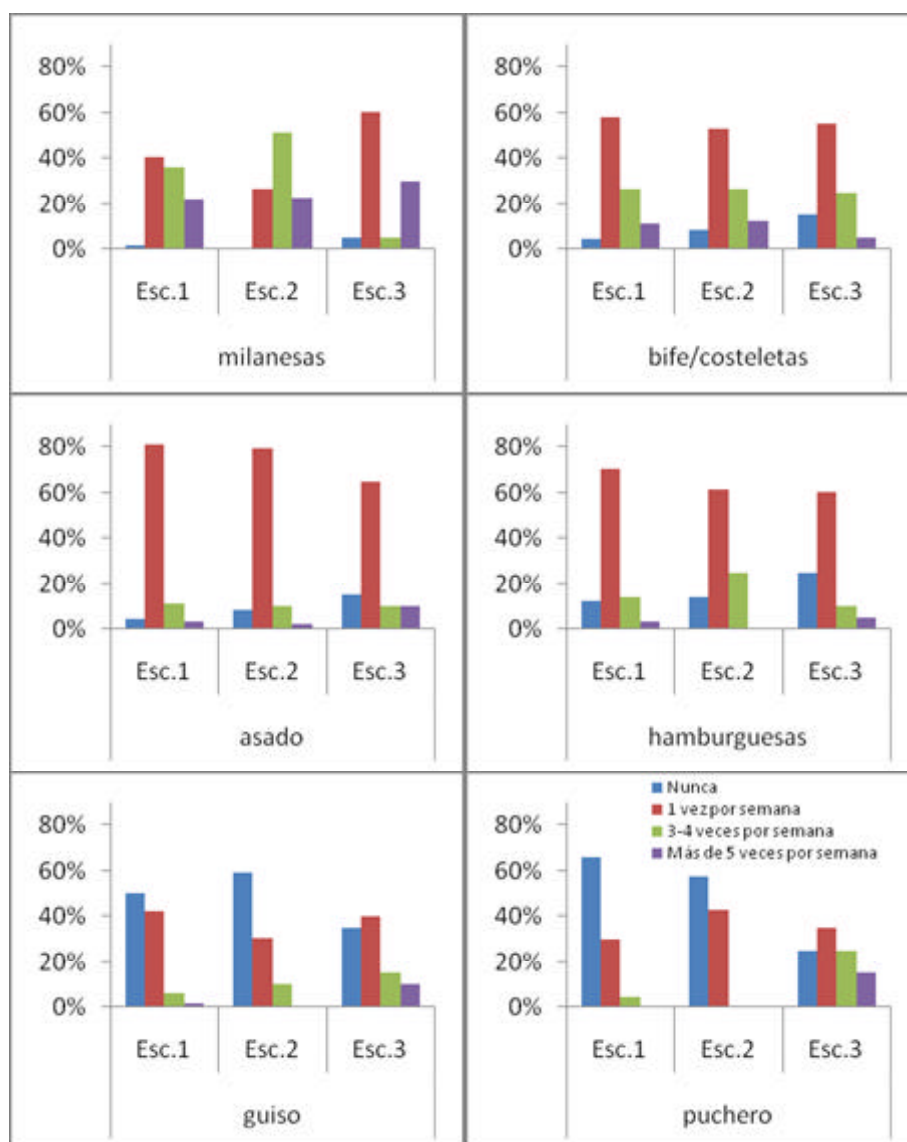 80%
60%
40%
20%
0%
Esc.1 Esc.2 Esc.3
milanesas
80%
60%
40%
20%
0%
Esc.1 Esc.2 Esc.3
bife/costeletas
80%
60%
40%
20%
0%
Esc.1 Esc.2 Esc.3
asado
80%
60%
40%
20%
0%
Esc.1 Esc.2 Esc.3
hamburguesas
80%
60%
40%
20%
0%
Esc.1 Esc.2 Esc.3
guiso
Nunca
1 vez por semana
3-4 veces por semana
Más de 5 veces por semana
80%
60%
40%
20%
0%
Esc.1 Esc.2 Esc.3
puchero